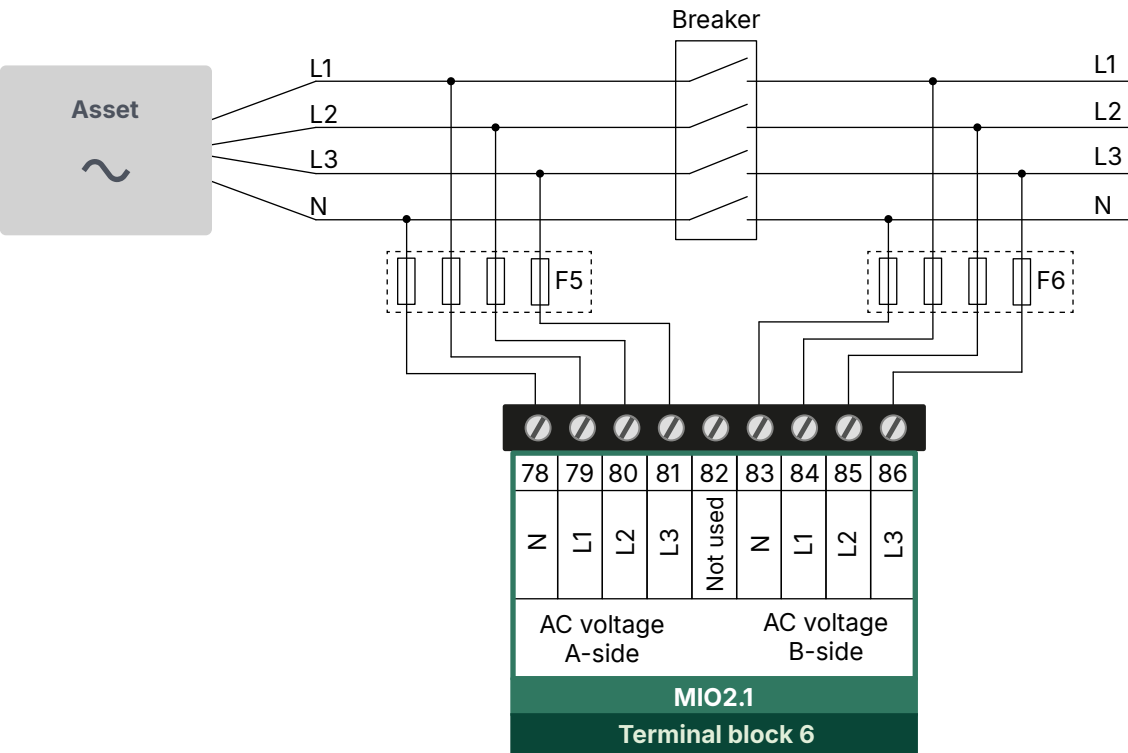 Breaker
Asset
L1
L2
L3
N
L1
L2
L3
N
F5
F6
78 79 80 81 82 83 84 85 86
N L1 L2 L3 Not used N L1 L2 L3
AC voltage
A-side
AC voltage
B-side
MIO2.1
Terminal block 6